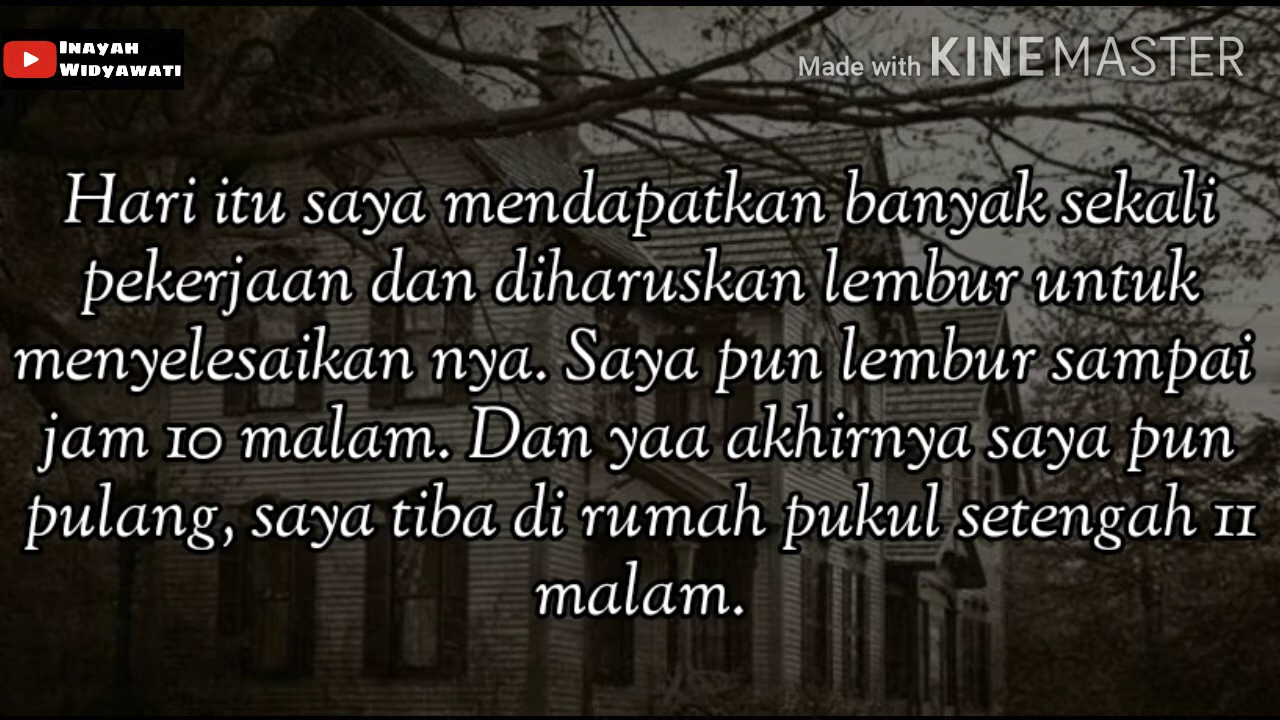 Inayah
Widyawati
Made with KINEMASTER
Hari itu saya mendapatkan banyak sekali
pekerjaan dan diharuskan lembur untuk
menyelesaikan nya. Saya pun lembur sampai
jam 10 malam. Dan yaa akhirnya saya pun
pulang, saya tiba di rumah pukul setengah 11
malam.